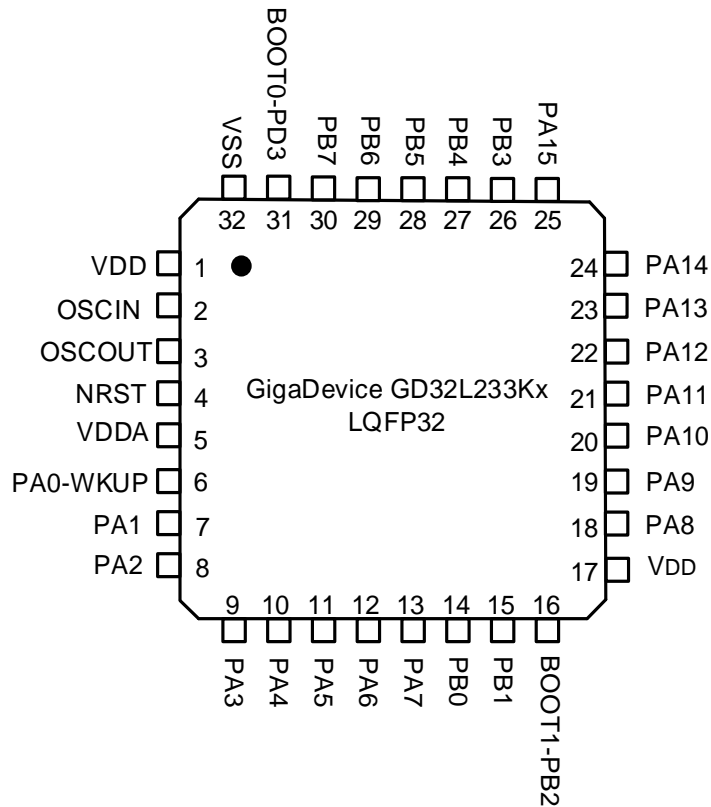 VSS
BOOT0-PD3
PB7
PB6
PB5
PB4
PB3
PA15
32 31 30 29 28 27 26 25
VDD 1
OSCIN 2
OSCOUT 3
NRST 4
VDDA 5
PA0-WKUP 6
PA1 7
PA2 8
GigaDevice GD32L233Kx
LQFP32
24 PA14
23 PA13
22 PA12
21 PA11
20 PA10
19 PA9
18 PA8
17 VDD
9 10 11 12 13 14 15 16
PA3
PA4
PA5
PA6
PA7
PB0
PB1
BOOT1-PB2